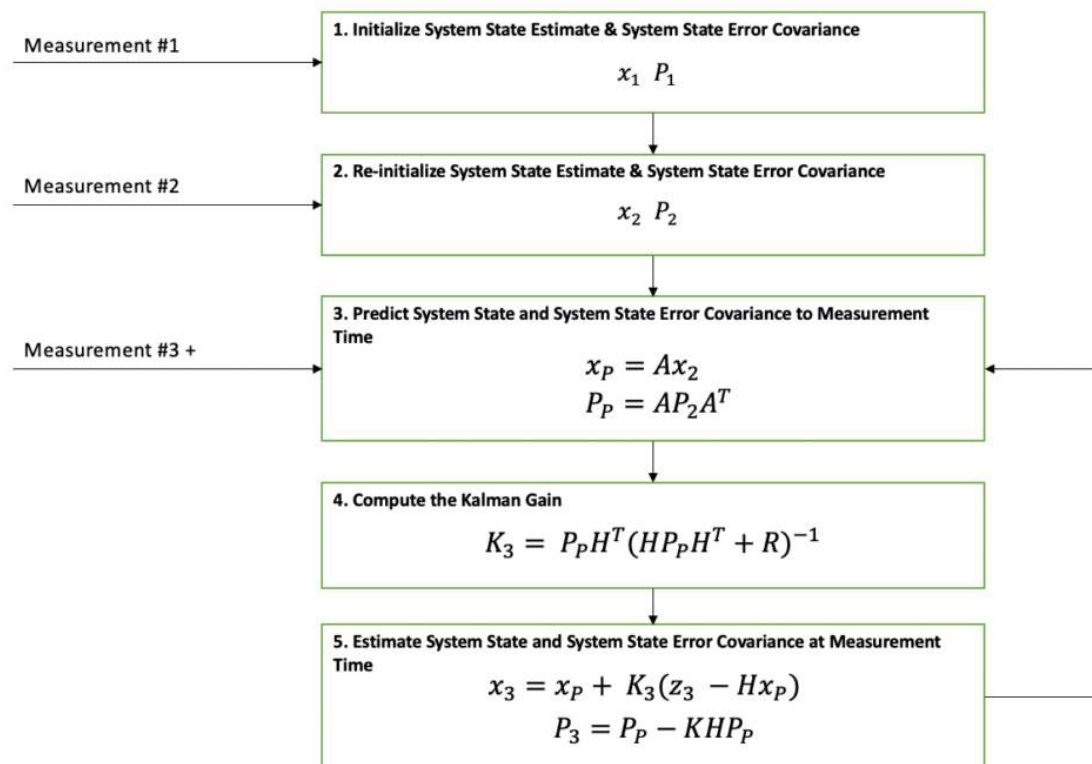 Measurement #1
1. Initialize System State Estimate & System State Error Covariance
x₁ P₁
Measurement #2
2. Re-initialize System State Estimate & System State Error Covariance
x₂ P₂
Measurement #3 +
3. Predict System State and System State Error Covariance to Measurement
Time
x_P = Ax₂
P_P = AP₂Aᵀ
4. Compute the Kalman Gain
K₃ = P_PHᵀ(HP_PHᵀ + R)⁻¹
5. Estimate System State and System State Error Covariance at Measurement
Time
x₃ = x_P + K₃(z₃ − Hx_P)
P₃ = P_P − KHP_P